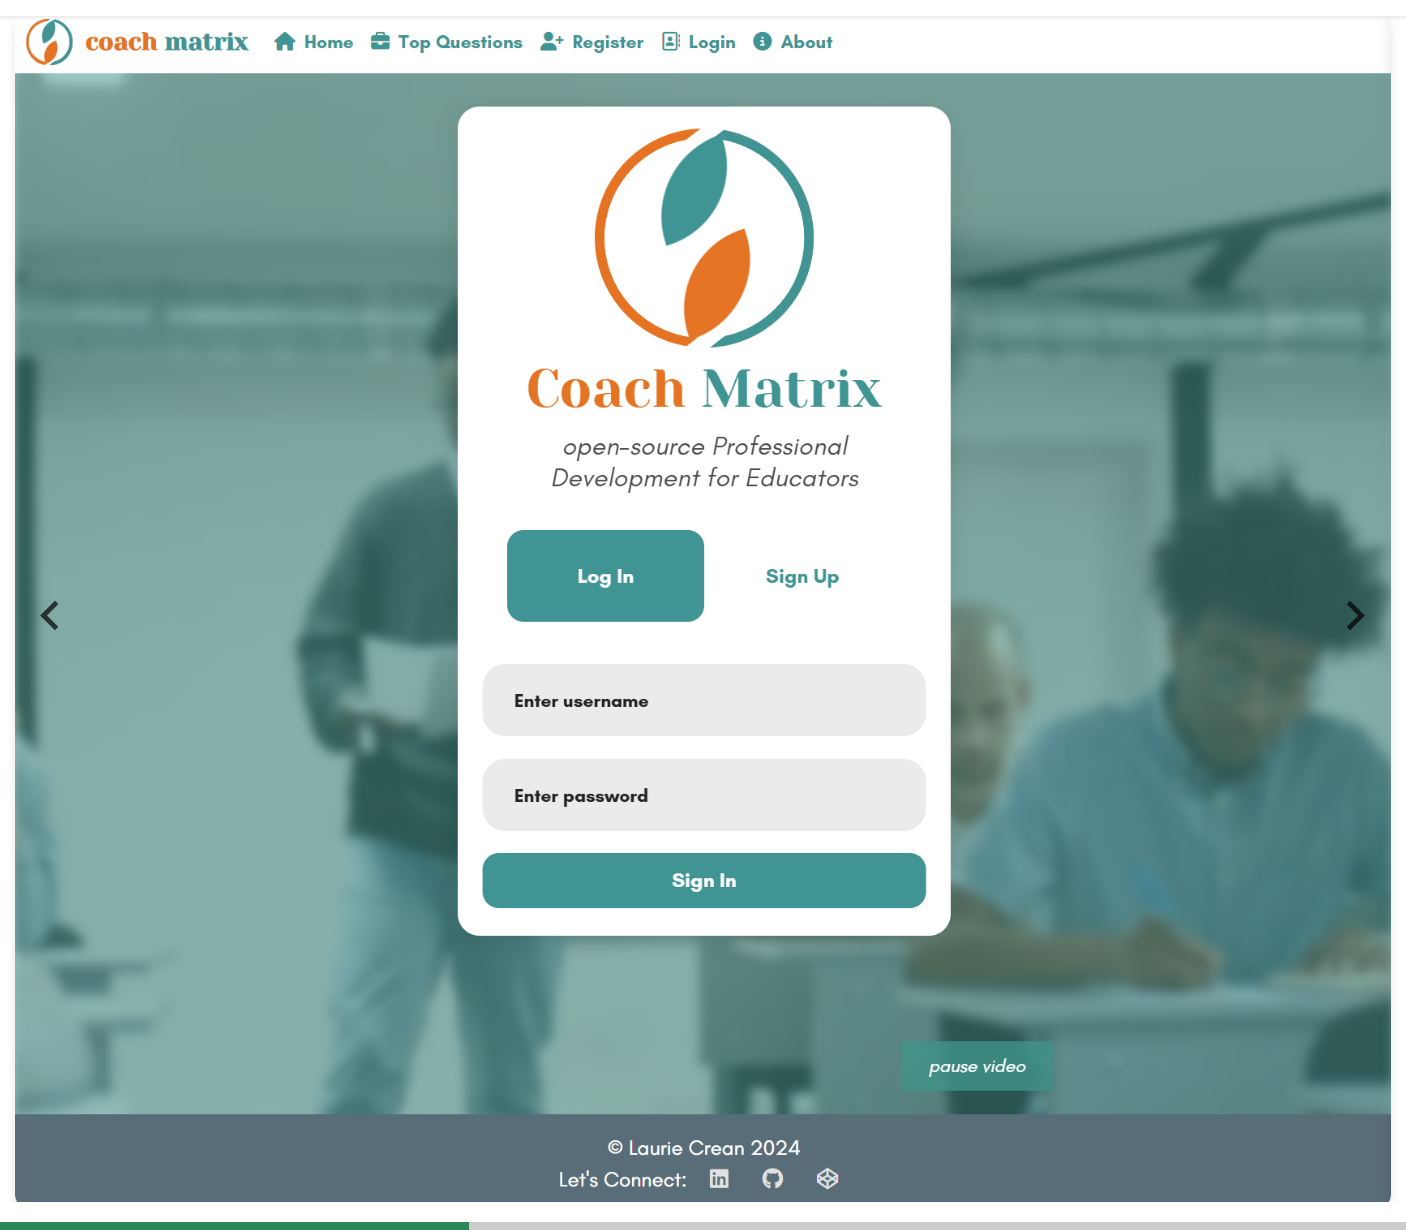 coach matrix Home Top Questions Register Login About
Coach Matrix
open-source Professional
Development for Educators
Log In Sign Up
Enter username
Enter password
Sign In
pause video
© Laurie Crean 2024
Let's Connect: